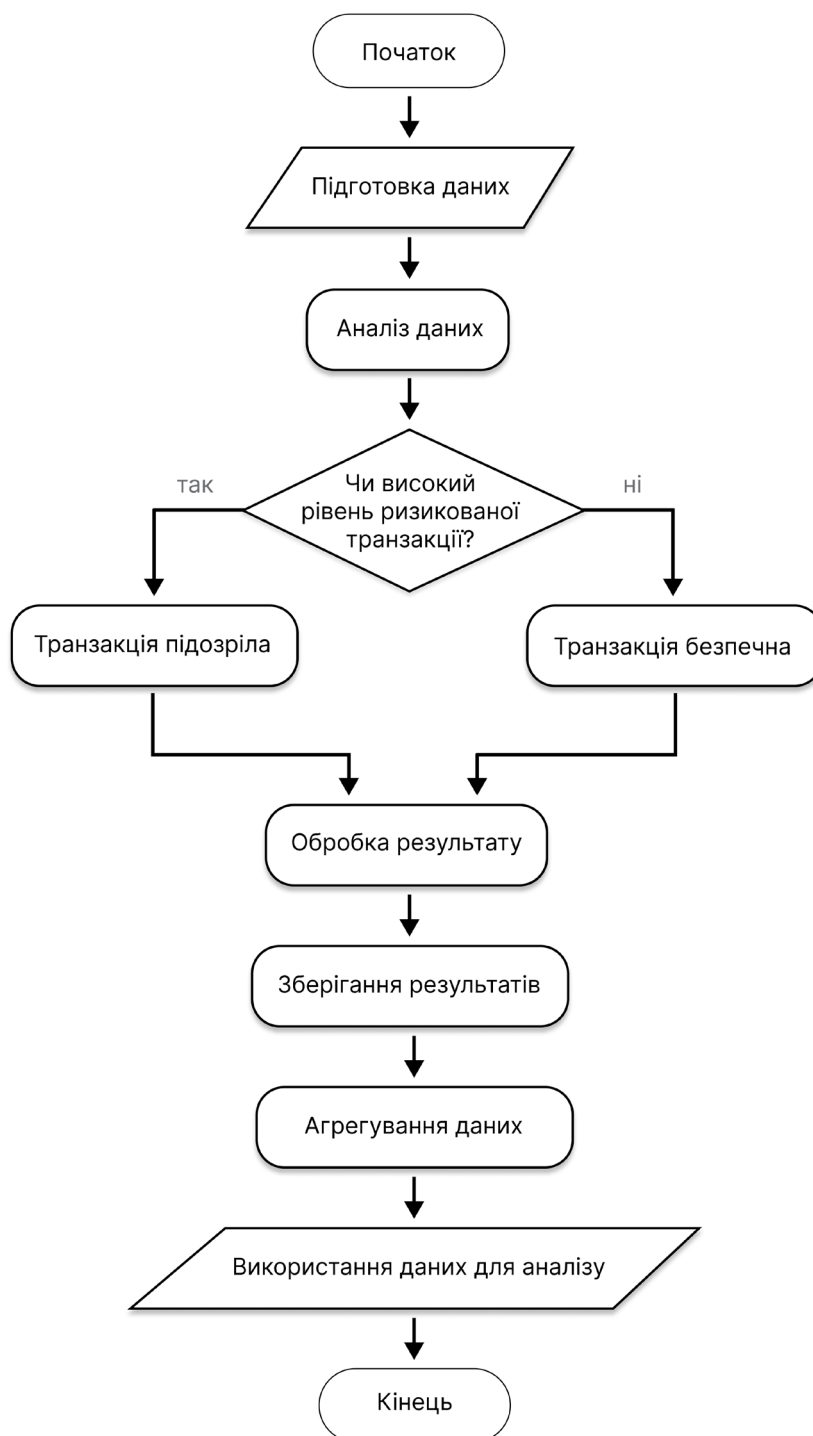 Початок
Підготовка даних
Аналіз даних
Чи високий
рівень ризикованої
транзакції?
так
ні
Транзакція підозріла
Транзакція безпечна
Обробка результату
Зберігання результатів
Агрегування даних
Використання даних для аналізу
Кінець